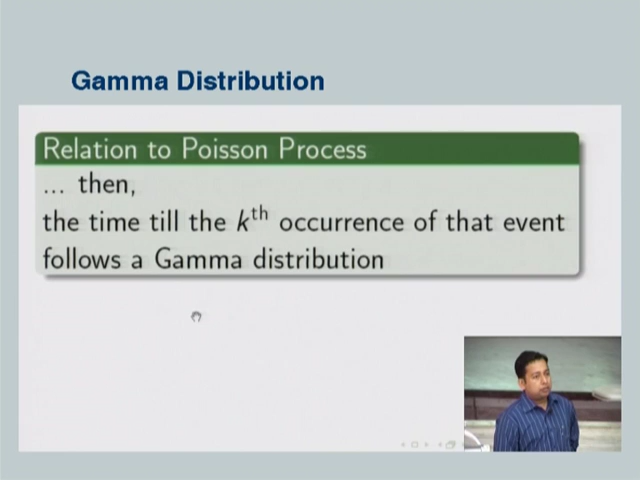 Gamma Distribution
Relation to Poisson Process
... then,
the time till the kth occurrence of that event
follows a Gamma distribution